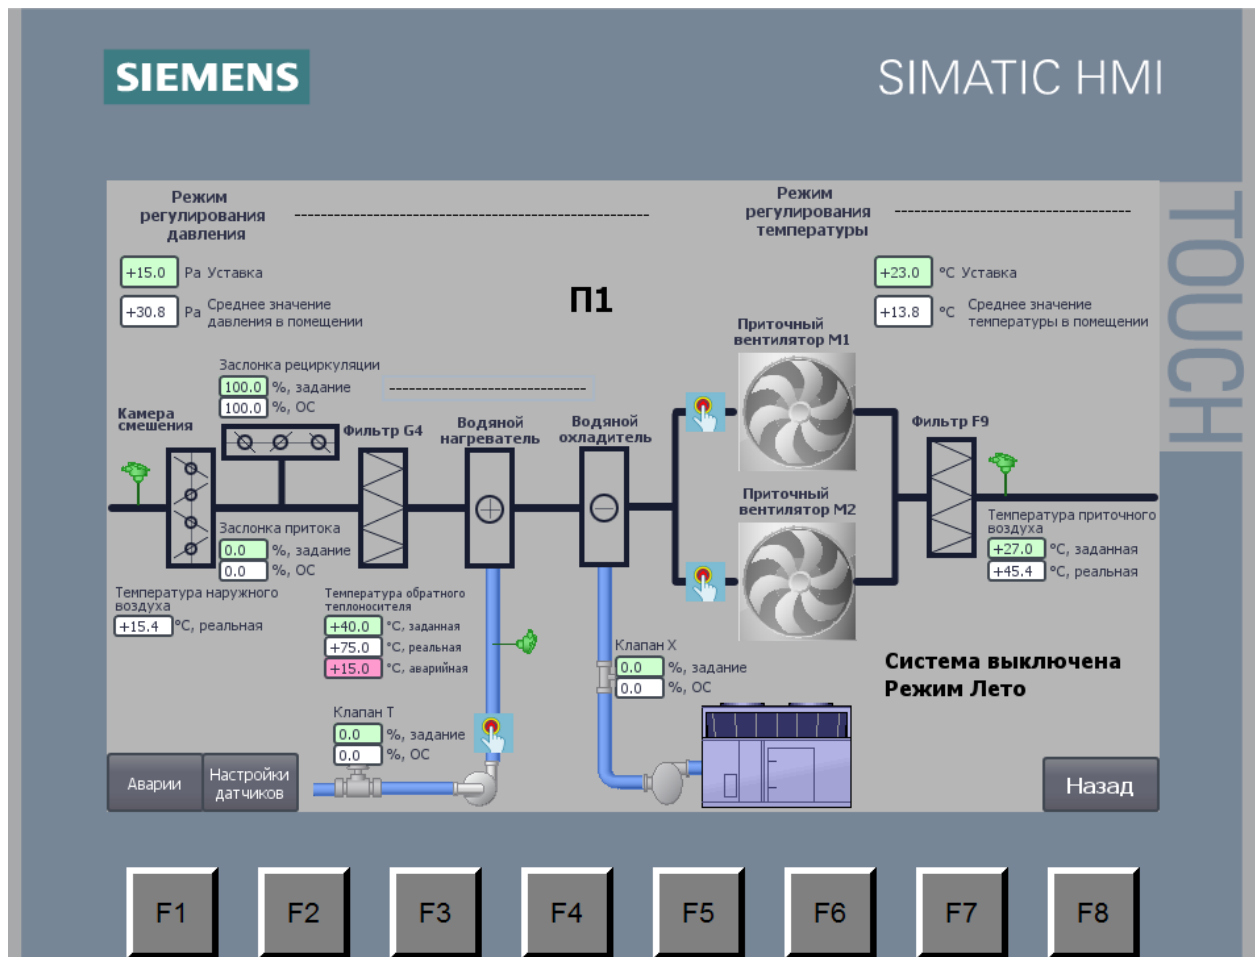 SIEMENS
SIMATIC HMI
TOUCH
Режим
регулирования
давления
------------------------------------------------------
Режим
регулирования
температуры
------------------------------------
+15.0 Pa Уставка
+30.8 Pa Среднее значение
давления в помещении
П1
+23.0 °C Уставка
+13.8 °C Среднее значение
температуры в помещении
Приточный
вентилятор М1
Заслонка рециркуляции
100.0 %, задание
100.0 %, ОС
------------------------------
Камера
смешения
Фильтр G4
Водяной
нагреватель
Водяной
охладитель
Фильтр F9
Приточный
вентилятор М2
Заслонка притока
0.0 %, задание
0.0 %, ОС
Температура приточного
воздуха
+27.0 °C, заданная
+45.4 °C, реальная
Температура наружного
воздуха
+15.4 °C, реальная
Температура обратного
теплоносителя
+40.0 °C, заданная
+75.0 °C, реальная
+15.0 °C, аварийная
Клапан Х
0.0 %, задание
0.0 %, ОС
Система выключена
Режим Лето
Клапан Т
0.0 %, задание
0.0 %, ОС
Аварии
Настройки
датчиков
Назад
F1 F2 F3 F4 F5 F6 F7 F8